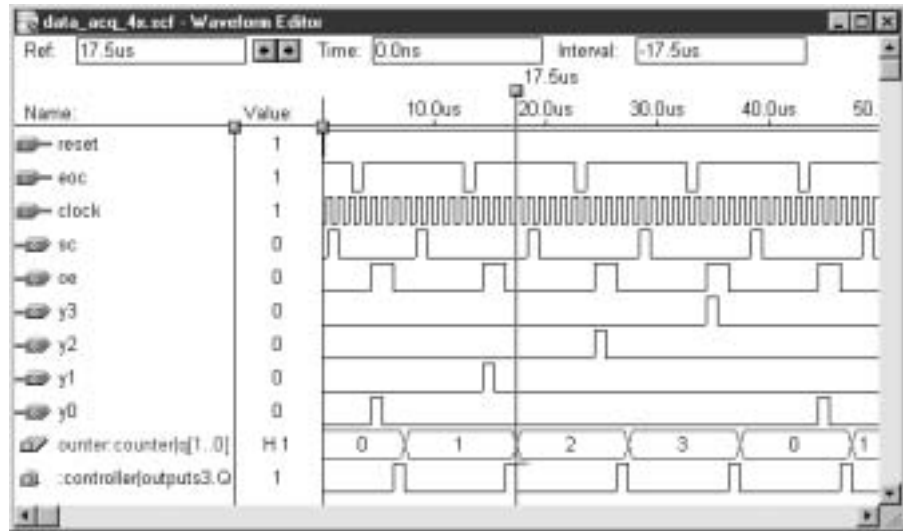 data_acq_4x.scf - Waveform Editor
Ref: 17.5us Time: 0.0ns Interval: -17.5us
17.5us
Name: Value: 10.0us 20.0us 30.0us 40.0us 50.
reset 1
eoc 1
clock 1
sc 0
oe 0
y3 0
y2 0
y1 0
y0 0
ounter:counter|q[1..0] H 1 0 1 2 3 0 1
:controller|outputs3.Q 1